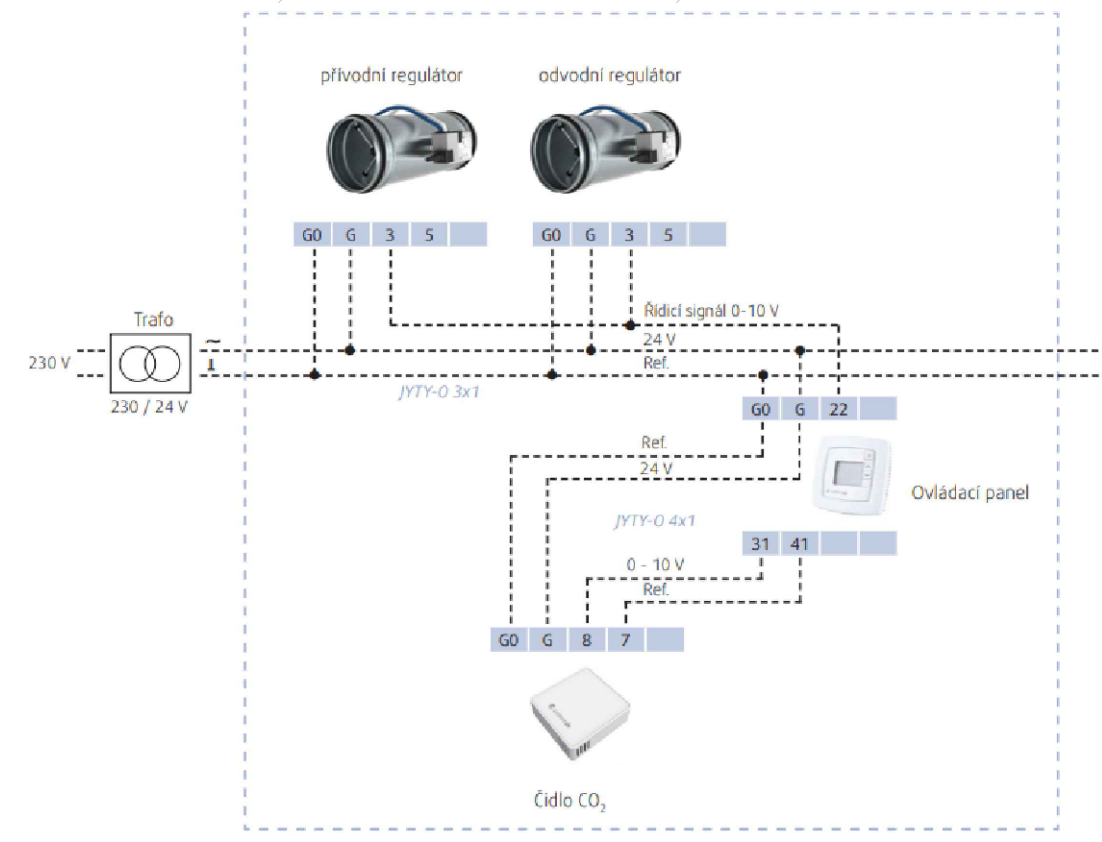 přívodní regulátor
odvodní regulátor
G0 G 3 5
G0 G 3 5
Řídicí signál 0-10 V
Trafo
~
24 V
230 V
Ref.
JYTY-O 3x1
230 / 24 V
G0 G 22
Ref.
24 V
Ovládací panel
JYTY-O 4x1
31 41
0 - 10 V
Ref.
G0 G 8 7
Čidlo CO₂